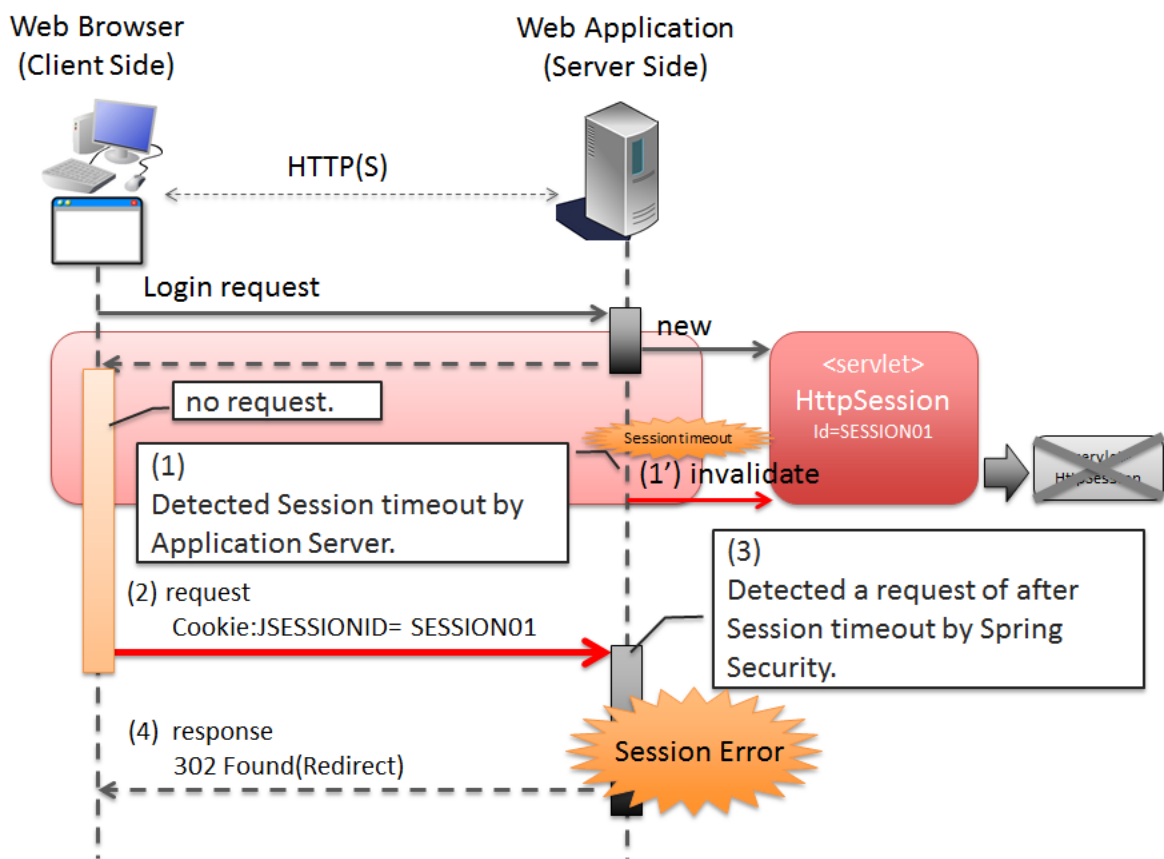 Web Browser
(Client Side)
Web Application
(Server Side)
HTTP(S)
Login request
new
<servlet>
HttpSession
Id=SESSION01
no request.
Session timeout
(1)
Detected Session timeout by
Application Server.
(1’) invalidate
<servlet>
HttpSession
(2) request
Cookie:JSESSIONID= SESSION01
(3)
Detected a request of after
Session timeout by Spring
Security.
(4) response
302 Found(Redirect)
Session Error